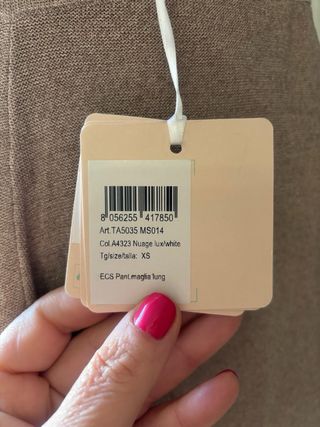 8 056255 417850
Art.TA5035 MS014
Col.A4323 Nuage lux/white
Tg/size/talla: XS
ECS Pant.maglia lung